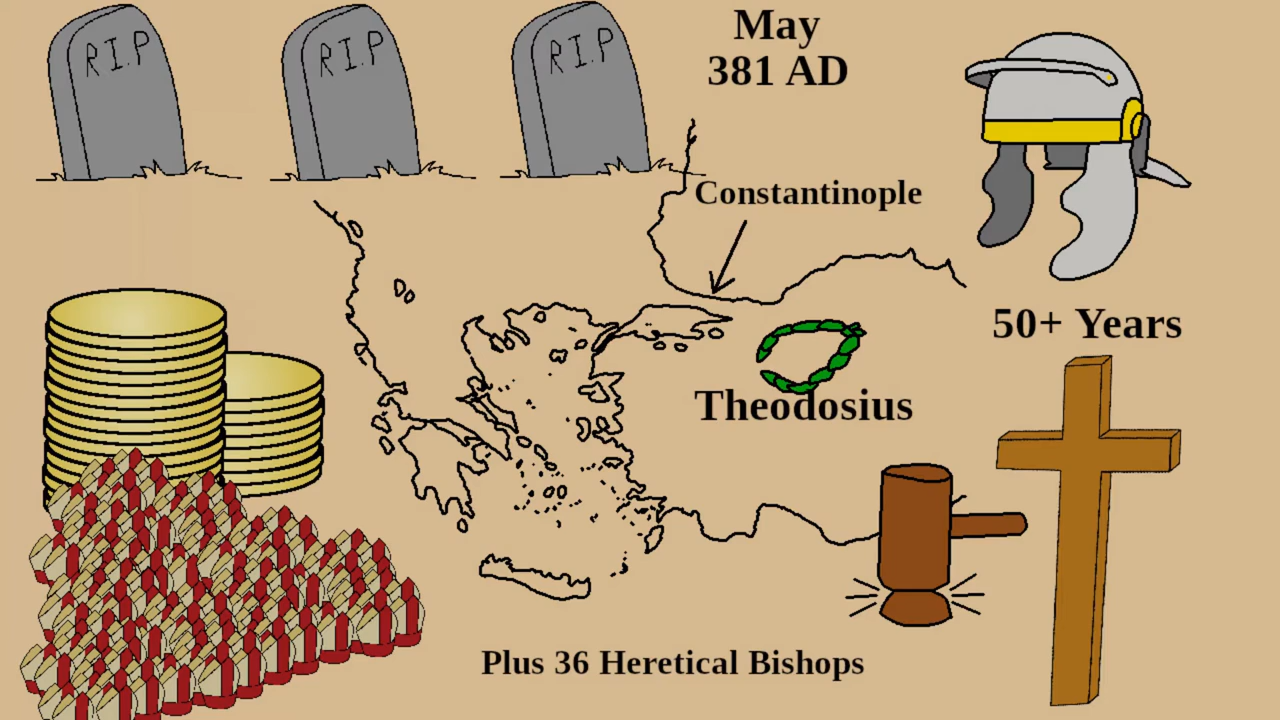 R.I.P
R.I.P
R.I.P
May
381 AD
Constantinople
50+ Years
Theodosius
Plus 36 Heretical Bishops